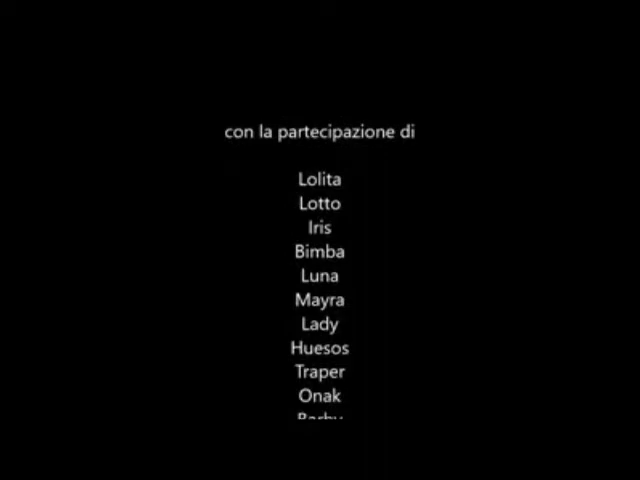 con la partecipazione di
Lolita
Lotto
Iris
Bimba
Luna
Mayra
Lady
Huesos
Traper
Onak